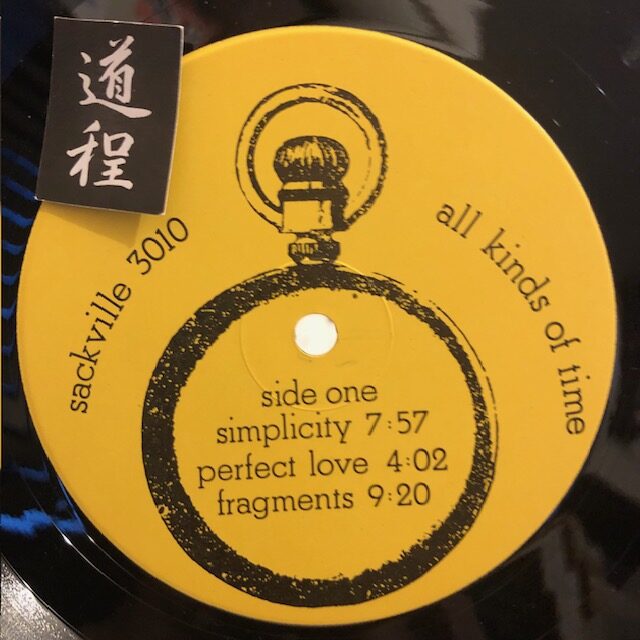 道程
sackville 3010
all kinds of time
side one
simplicity 7:57
perfect love 4:02
fragments 9:20